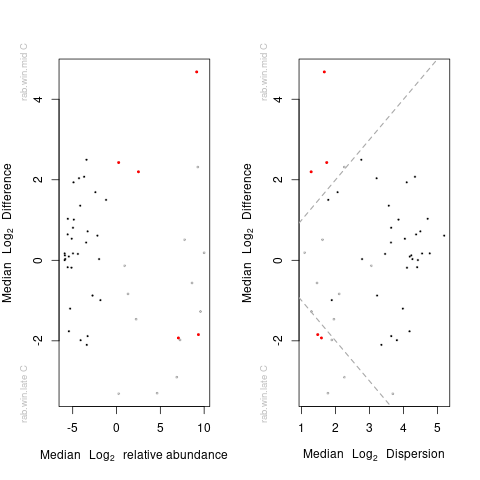 rab.win.mid C
rab.win.late C
Median Log2 Difference
4
2
0
-2
-5 0 5 10
Median Log2 relative abundance
rab.win.mid C
rab.win.late C
Median Log2 Difference
4
2
0
-2
1 2 3 4 5
Median Log2 Dispersion